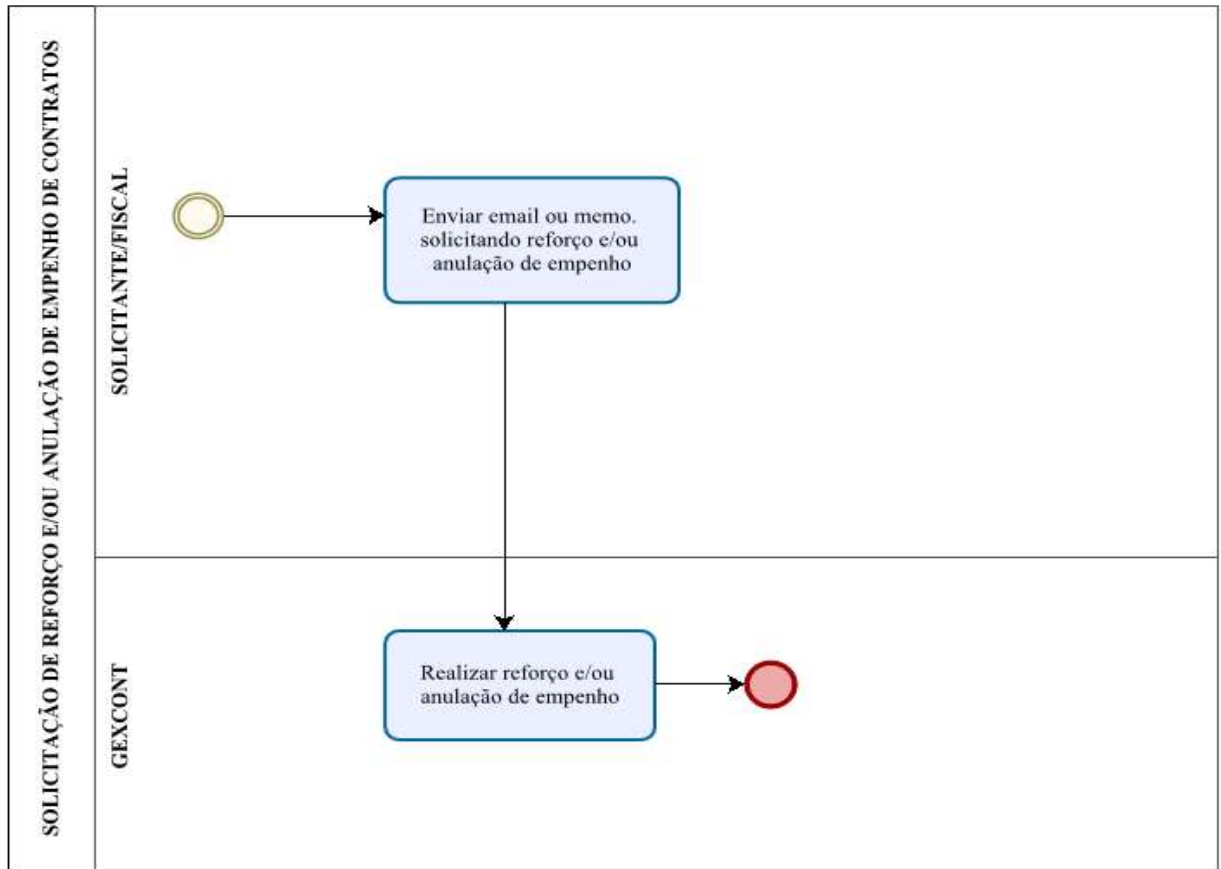 SOLICITAÇÃO DE REFORÇO E/OU ANULAÇÃO DE EMPENHO DE CONTRATOS
SOLICITANTE/FISCAL
Enviar email ou memo.
solicitando reforço e/ou
anulação de empenho
GEXCONT
Realizar reforço e/ou
anulação de empenho